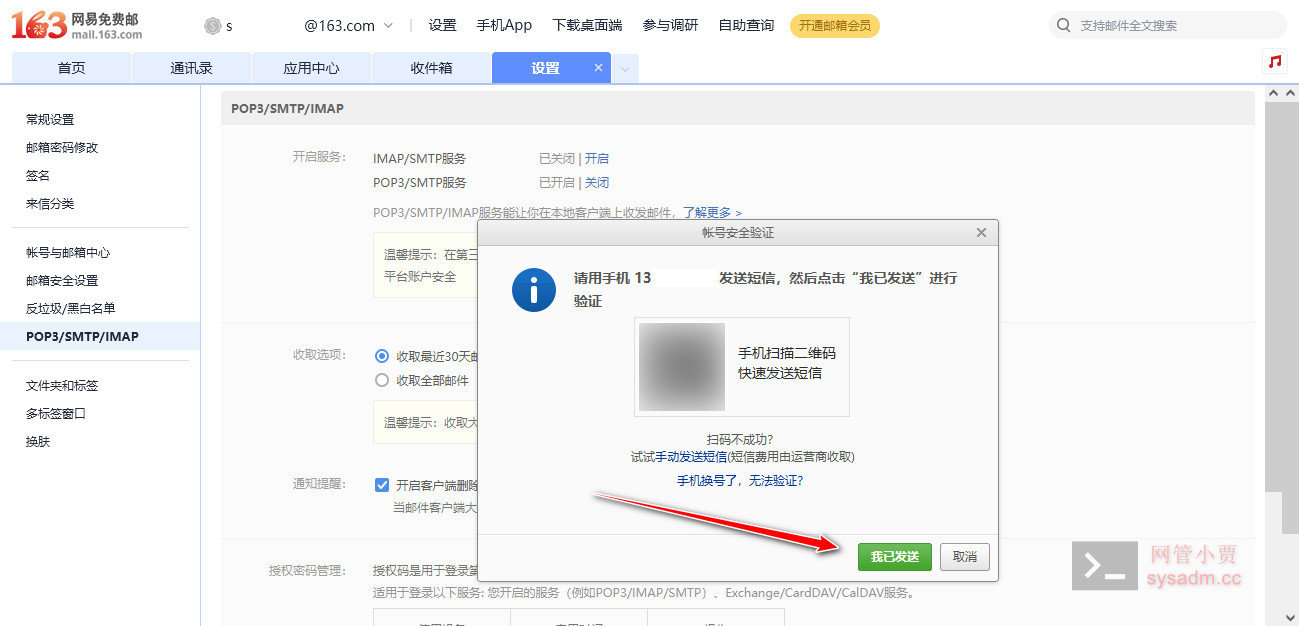 163 网易免费邮
mail.163.com
s @163.com 设置 手机App 下载桌面端 参与调研 自助查询 开通邮箱会员 支持邮件全文搜索
首页 通讯录 应用中心 收件箱 设置
常规设置
邮箱密码修改
签名
来信分类
帐号与邮箱中心
邮箱安全设置
反垃圾/黑白名单
POP3/SMTP/IMAP
文件夹和标签
多标签窗口
换肤
POP3/SMTP/IMAP
开启服务： IMAP/SMTP服务 已关闭 | 开启
POP3/SMTP服务 已开启 | 关闭
POP3/SMTP/IMAP服务能让你在本地客户端上收发邮件，了解更多 >
温馨提示：在第三
平台账户安全
收取选项： 收取最近30天邮
收取全部邮件
温馨提示：收取大
通知提醒： 开启客户端删除
当邮件客户端大
授权密码管理： 授权码是用于登录第
适用于登录以下服务: 您开启的服务（例如POP3/IMAP/SMTP）、Exchange/CardDAV/CalDAV服务。
帐号安全验证
请用手机 13 发送短信，然后点击“我已发送”进行
验证
手机扫描二维码
快速发送短信
扫码不成功?
试试手动发送短信(短信费用由运营商收取)
手机换号了，无法验证?
我已发送 取消
网管小贾
sysadm.cc